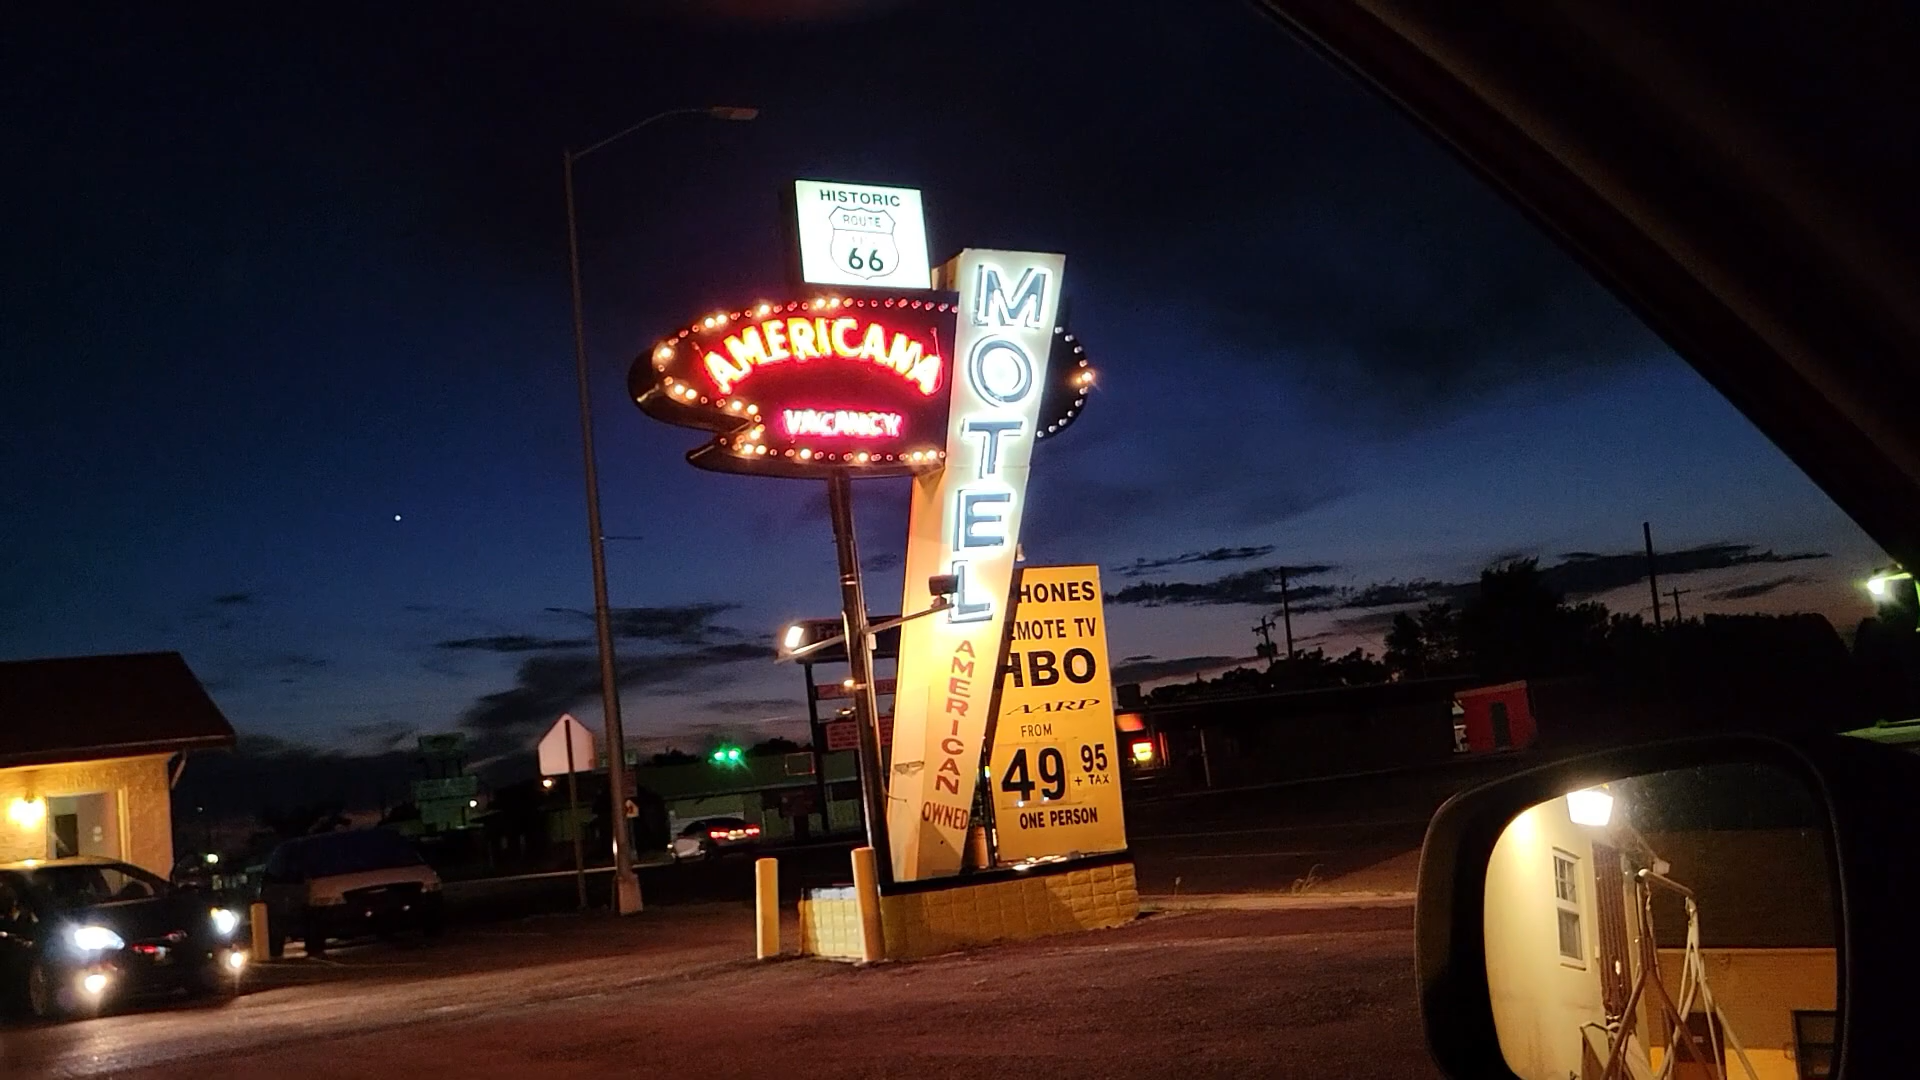 HISTORIC
ROUTE
66
AMERICANA
VACANCY
MOTEL
AMERICAN
OWNED
HONES
EMOTE TV
HBO
AARP
FROM
49 95
+ TAX
ONE PERSON